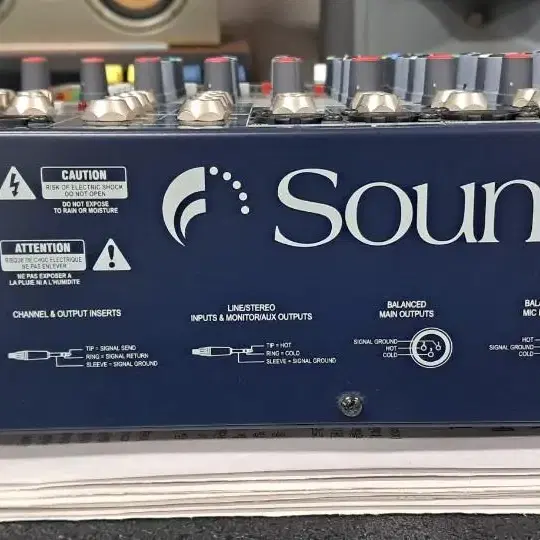 CAUTION
RISK OF ELECTRIC SHOCK
DO NOT OPEN
DO NOT EXPOSE
TO RAIN OR MOISTURE
Soun
ATTENTION
RISQUE DE CHOC ELECTRIQUE
NE PAS ENLEVER
NE PAS EXPOSER A
LA PLUIE NI A L'HUMIDITE
CHANNEL & OUTPUT INSERTS
TIP = SIGNAL SEND
RING = SIGNAL RETURN
SLEEVE = SIGNAL GROUND
LINE/STEREO
INPUTS & MONITOR/AUX OUTPUTS
TIP = HOT
RING = COLD
SLEEVE = SIGNAL GROUND
BALANCED
MAIN OUTPUTS
SIGNAL GROUND
HOT
COLD
BALA
MIC I
HOT
SIGNAL GROUND
COLD